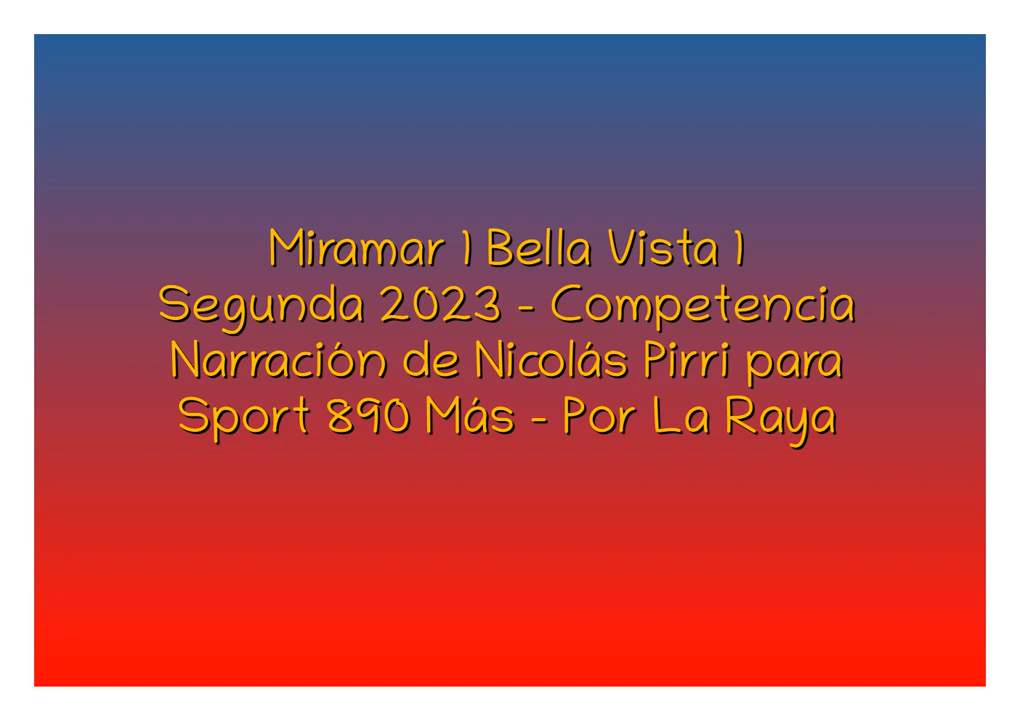 Miramar 1 Bella Vista 1
Segunda 2023 - Competencia
Narración de Nicolás Pirri para
Sport 890 Más - Por La Raya